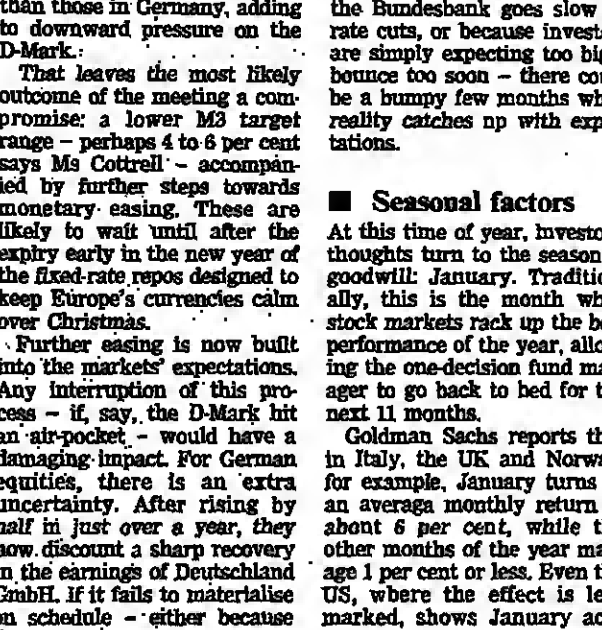 than those in Germany, adding
to downward pressure on the
D-Mark.
That leaves the most likely
outcome of the meeting a com-
promise: a lower M3 target
range – perhaps 4 to 6 per cent
says Ms Cottrell – accompan-
ied by further steps towards
monetary easing. These are
likely to wait until after the
expiry early in the new year of
the fixed-rate repos designed to
keep Europe's currencies calm
over Christmas.
Further easing is now built
into the markets' expectations.
Any interruption of this pro-
cess – if, say, the D-Mark hit
an air-pocket – would have a
damaging impact. For German
equities, there is an extra
uncertainty. After rising by
half in just over a year, they
now discount a sharp recovery
in the earnings of Deutschland
GmbH. If it fails to materialise
on schedule – either because
the Bundesbank goes slow
rate cuts, or because invest
are simply expecting too big
bounce too soon – there cou
be a bumpy few months wh
reality catches np with exp
tations.
■ Seasonal factors
At this time of year, investo
thoughts turn to the season
goodwill: January. Traditio
ally, this is the month wh
stock markets rack up the be
performance of the year, allo
ing the one-decision fund ma
ager to go back to bed for t
next 11 months.
Goldman Sachs reports th
in Italy, the UK and Norwa
for example, January turns
an averaga monthly return
about 6 per cent, while t
other months of the year ma
age 1 per cent or less. Even t
US, where the effect is le
marked, shows January ac